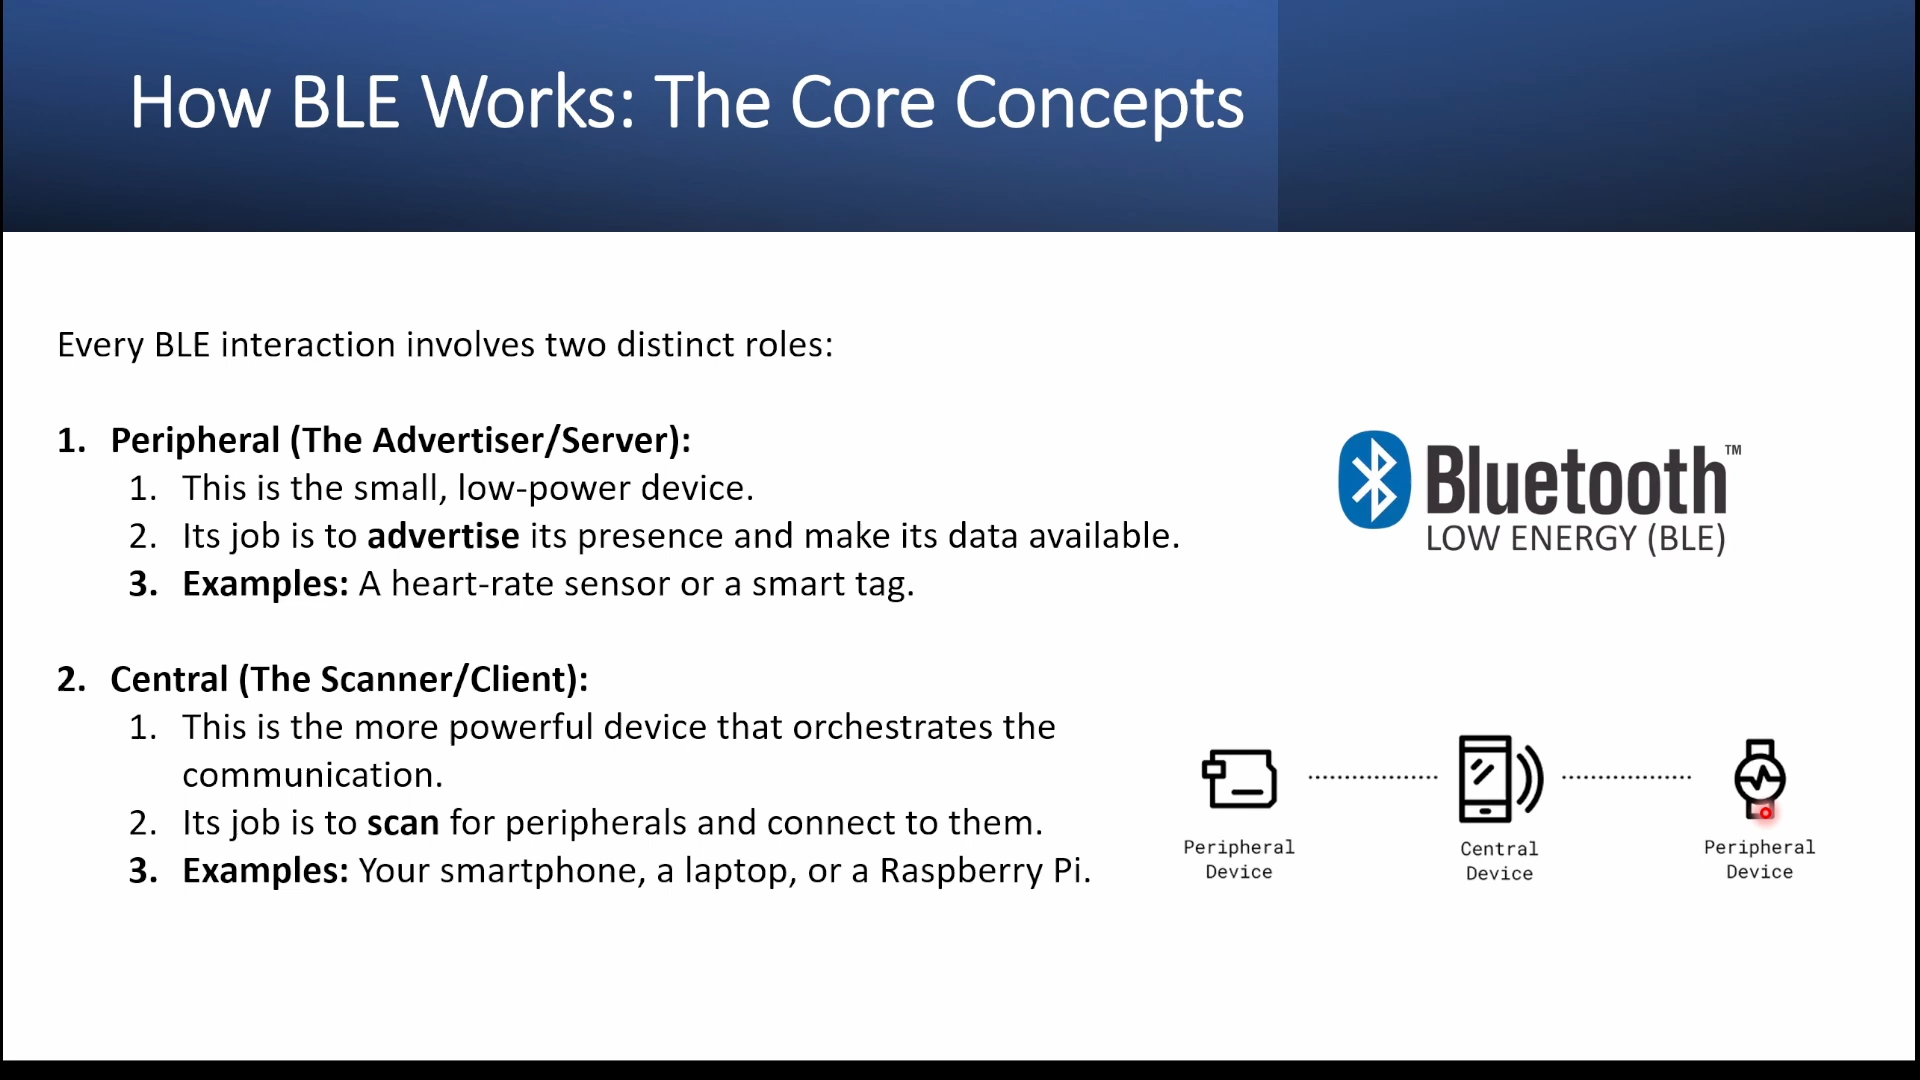 How BLE Works: The Core Concepts
Every BLE interaction involves two distinct roles:
1. Peripheral (The Advertiser/Server):
1. This is the small, low-power device.
2. Its job is to advertise its presence and make its data available.
3. Examples: A heart-rate sensor or a smart tag.
2. Central (The Scanner/Client):
1. This is the more powerful device that orchestrates the
communication.
2. Its job is to scan for peripherals and connect to them.
3. Examples: Your smartphone, a laptop, or a Raspberry Pi.
Bluetooth™
LOW ENERGY (BLE)
Peripheral
Device
Central
Device
Peripheral
Device